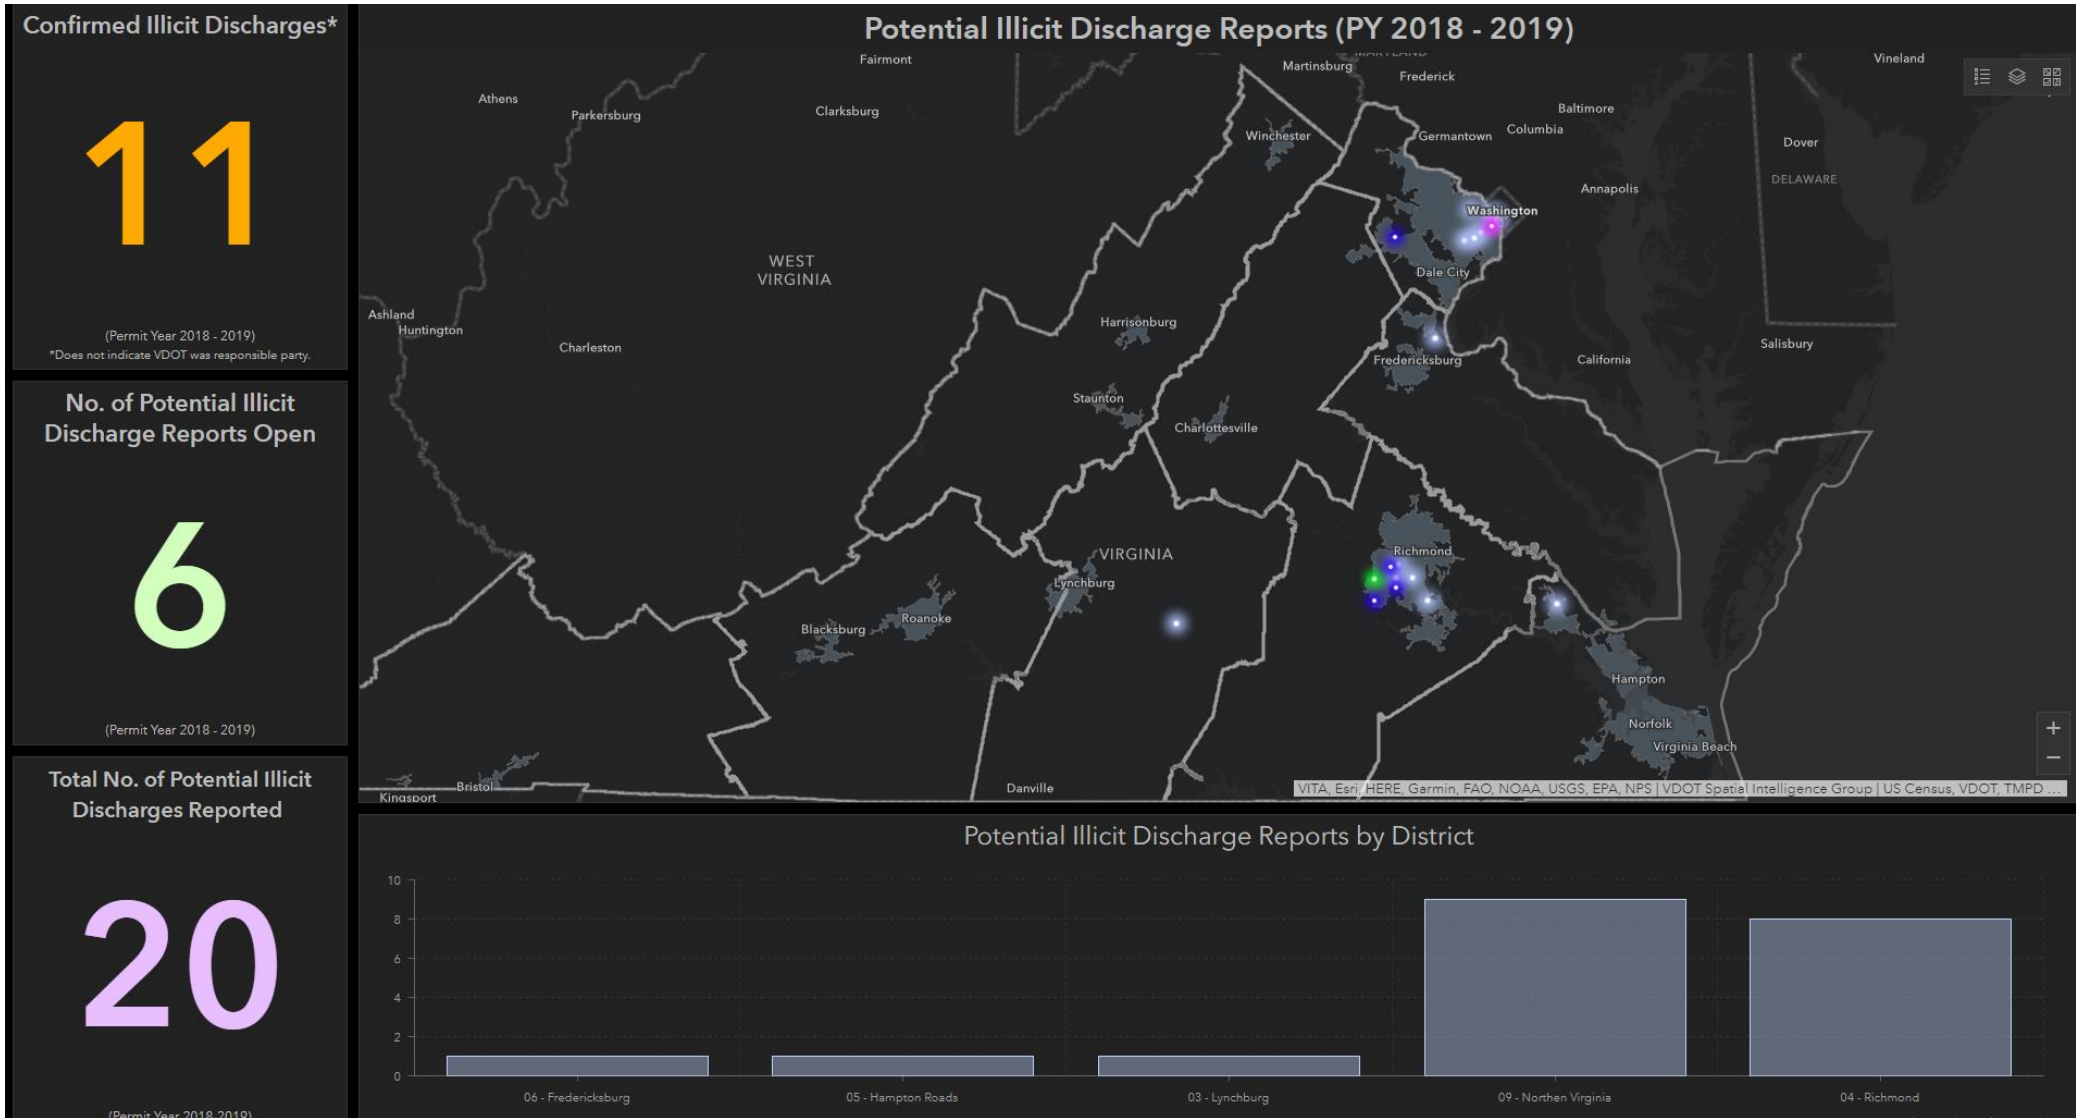 Confirmed Illicit Discharges*
11
(Permit Year 2018 - 2019)
*Does not indicate VDOT was responsible party.
No. of Potential Illicit
Discharge Reports Open
6
(Permit Year 2018 - 2019)
Total No. of Potential Illicit
Discharges Reported
20
(Permit Year 2018-2019)
Potential Illicit Discharge Reports (PY 2018 - 2019)
MARYLAND
Fairmont
Martinsburg
Frederick
Vineland
Athens
Parkersburg
Clarksburg
Baltimore
Winchester
Germantown
Columbia
Dover
DELAWARE
Annapolis
Washington
WEST
VIRGINIA
Dale City
Ashland
Huntington
Harrisonburg
Charleston
Fredericksburg
California
Salisbury
Staunton
Charlottesville
Richmond
VIRGINIA
Lynchburg
Roanoke
Blacksburg
Hampton
Norfolk
Virginia Beach
Bristol
Kingsport
Danville
VITA, Esri, HERE, Garmin, FAO, NOAA, USGS, EPA, NPS | VDOT Spatial Intelligence Group | US Census, VDOT, TMPD ...
Potential Illicit Discharge Reports by District
10
8
6
4
2
0
06 - Fredericksburg
05 - Hampton Roads
03 - Lynchburg
09 - Northen Virginia
04 - Richmond